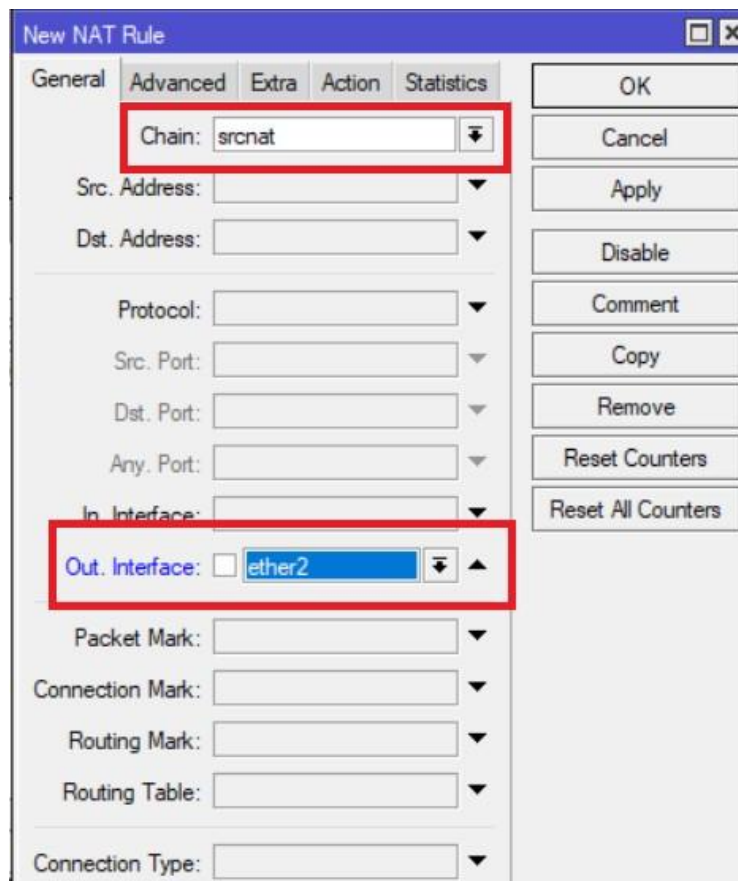 New NAT Rule
General Advanced Extra Action Statistics
OK
Chain: srcnat
Cancel
Src. Address:
Apply
Dst. Address:
Disable
Protocol:
Comment
Src. Port:
Copy
Dst. Port:
Remove
Any. Port:
Reset Counters
In. Interface:
Reset All Counters
Out. Interface: ether2
Packet Mark:
Connection Mark:
Routing Mark:
Routing Table:
Connection Type: